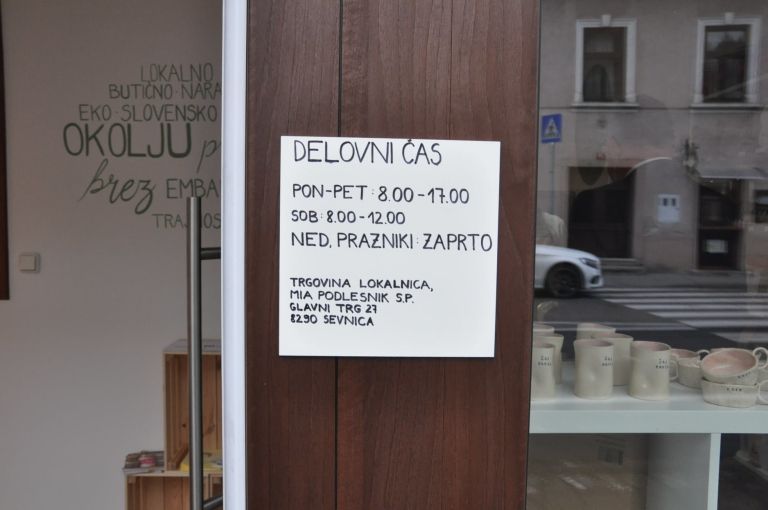 LOKALNO
BUTIČNO
EKO · SLOVENSKO
OKOLJU
brez
DELOVNI ČAS
PON-PET: 8.00-17.00
SOB: 8.00-12.00
NED, PRAZNIKI: ZAPRTO
TRGOVINA LOKALNICA,
MIA PODLESNIK S.P.
GLAVNI TRG 27
8290 SEVNICA